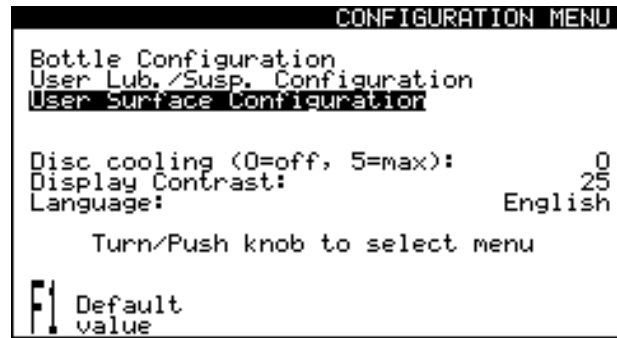 CONFIGURATION MENU
Bottle Configuration
User Lub./Susp. Configuration
User Surface Configuration
Disc cooling (0=off, 5=max): 0
Display Contrast: 25
Language: English
Turn/Push knob to select menu
F1 Default
value